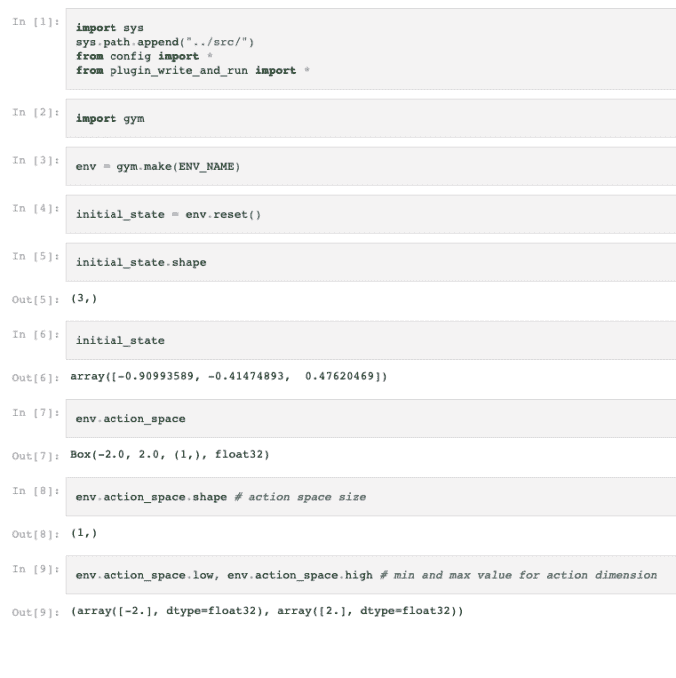 In [1]:
import sys
sys.path.append("../src/")
from config import *
from plugin_write_and_run import *
In [2]:
import gym
In [3]:
env = gym.make(ENV_NAME)
In [4]:
initial_state = env.reset()
In [5]:
initial_state.shape
Out[5]: (3,)
In [6]:
initial_state
Out[6]: array([-0.90993589, -0.41474893,  0.47620469])
In [7]:
env.action_space
Out[7]: Box(-2.0, 2.0, (1,), float32)
In [8]:
env.action_space.shape # action space size
Out[8]: (1,)
In [9]:
env.action_space.low, env.action_space.high # min and max value for action dimension
Out[9]: (array([-2.], dtype=float32), array([2.], dtype=float32))